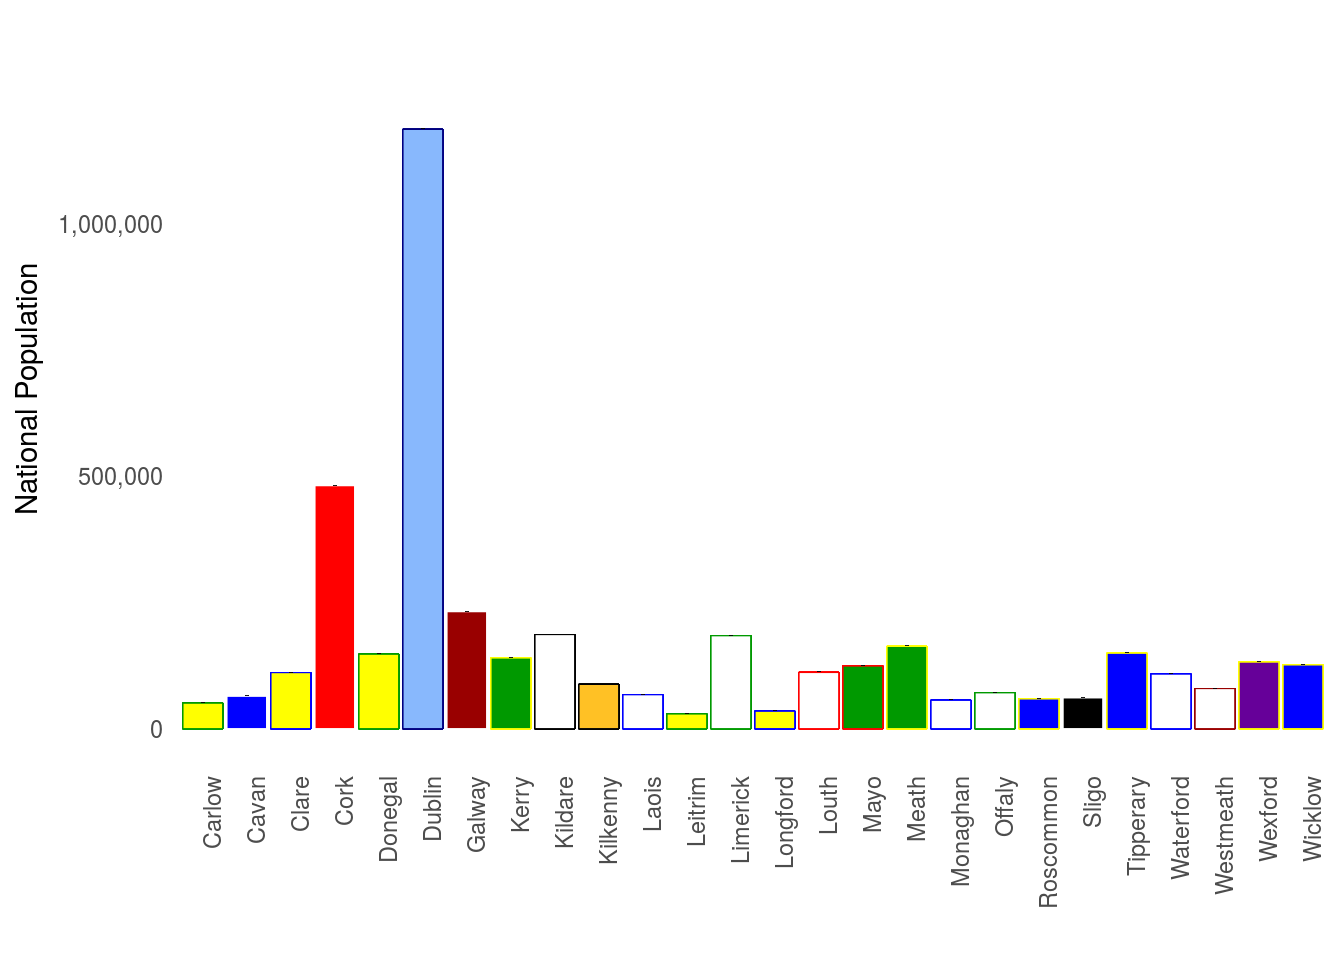 National Population
1,000,000
500,000
0
Carlow
Cavan
Clare
Cork
Donegal
Dublin
Galway
Kerry
Kildare
Kilkenny
Laois
Leitrim
Limerick
Longford
Louth
Mayo
Meath
Monaghan
Offaly
Roscommon
Sligo
Tipperary
Waterford
Westmeath
Wexford
Wicklow